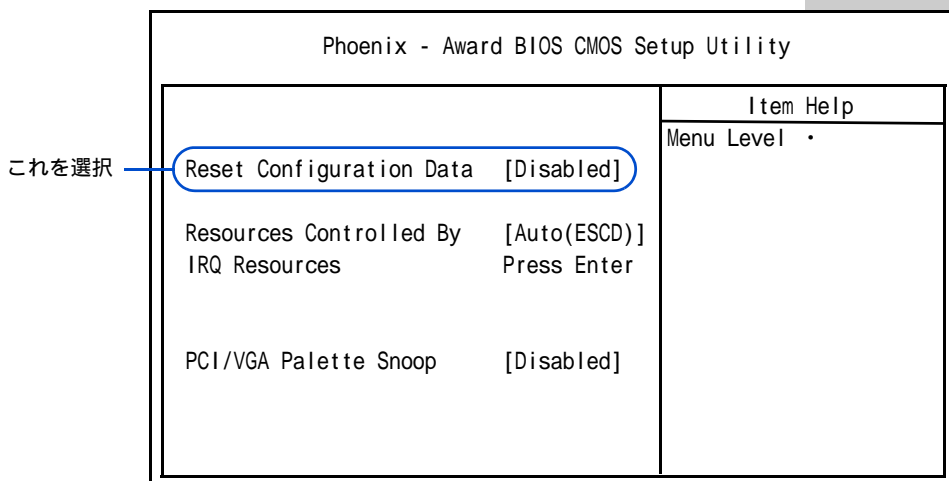 Phoenix - Award BIOS CMOS Setup Utility
Item Help
Menu Level ・
これを選択
Reset Configuration Data [Disabled]
Resources Controlled By [Auto(ESCD)]
IRQ Resources Press Enter
PCI/VGA Palette Snoop [Disabled]